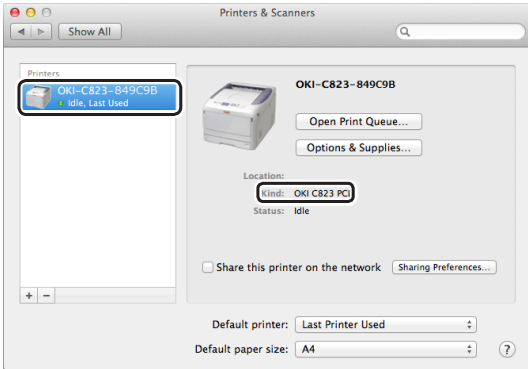 Printers & Scanners
Show All
Printers
OKI-C823-849C9B
Idle, Last Used
OKI-C823-849C9B
Open Print Queue...
Options & Supplies...
Location:
Kind: OKI C823 PCL
Status: Idle
Share this printer on the network Sharing Preferences...
+ −
Default printer: Last Printer Used
Default paper size: A4 ?